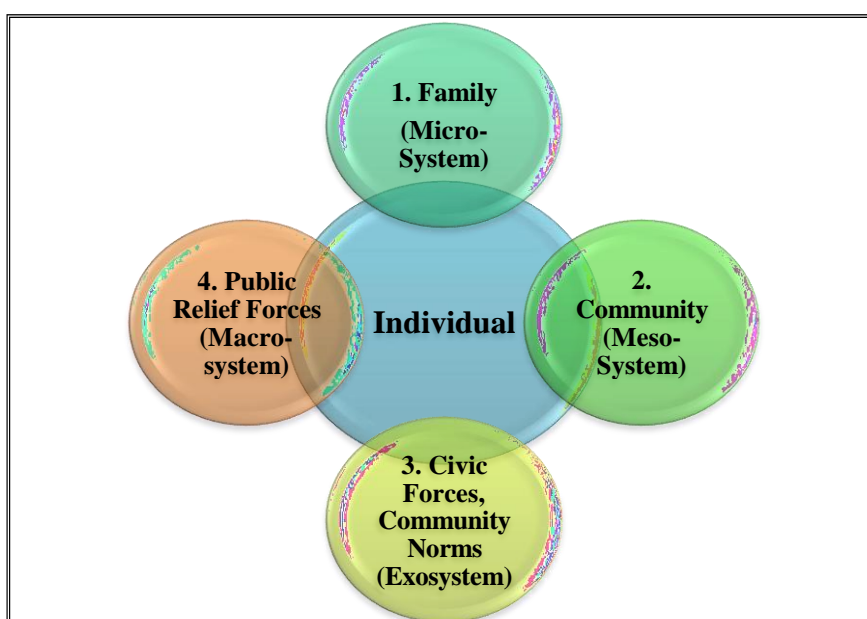 1. Family
(Micro-
System)
4. Public
Relief Forces
(Macro-
system)
Individual
2.
Community
(Meso-
System)
3. Civic
Forces,
Community
Norms
(Exosystem)